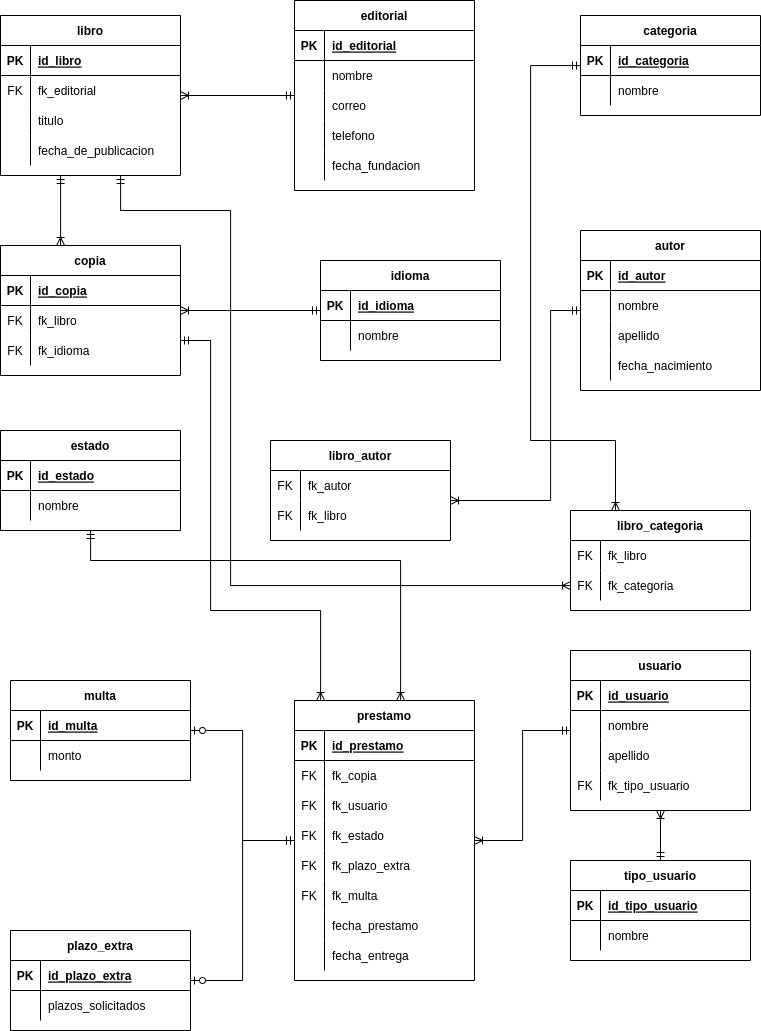 libro
PK id_libro
FK fk_editorial
titulo
fecha_de_publicacion
editorial
PK id_editorial
nombre
correo
telefono
fecha_fundacion
categoria
PK id_categoria
nombre
copia
PK id_copia
FK fk_libro
FK fk_idioma
idioma
PK id_idioma
nombre
autor
PK id_autor
nombre
apellido
fecha_nacimiento
estado
PK id_estado
nombre
libro_autor
FK fk_autor
FK fk_libro
libro_categoria
FK fk_libro
FK fk_categoria
multa
PK id_multa
monto
prestamo
PK id_prestamo
FK fk_copia
FK fk_usuario
FK fk_estado
FK fk_plazo_extra
FK fk_multa
fecha_prestamo
fecha_entrega
usuario
PK id_usuario
nombre
apellido
FK fk_tipo_usuario
tipo_usuario
PK id_tipo_usuario
nombre
plazo_extra
PK id_plazo_extra
plazos_solicitados